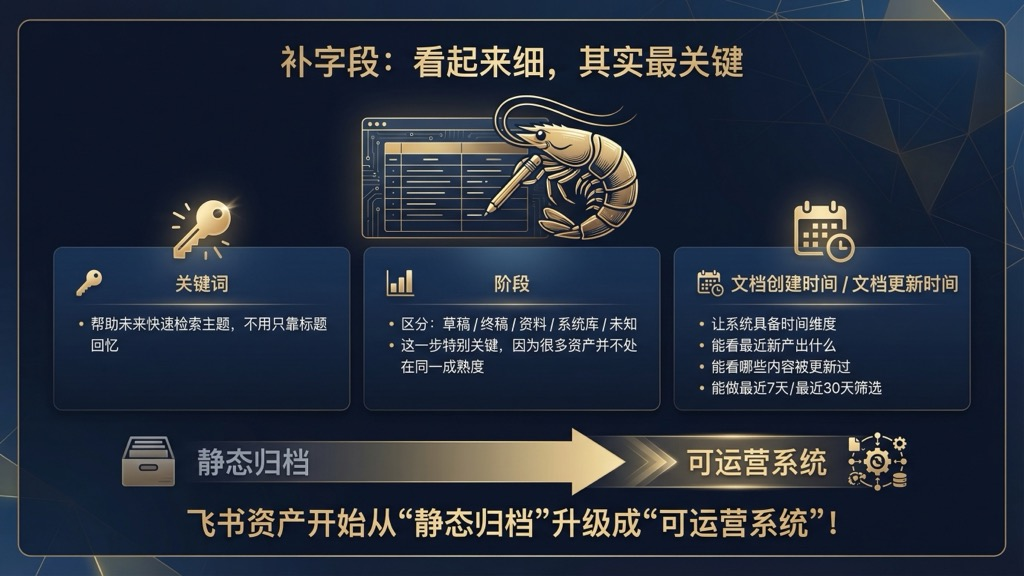 补字段：看起来细，其实最关键
关键词
• 帮助未来快速检索主题，不用只靠标题
回忆
阶段
• 区分：草稿 / 终稿 / 资料 / 系统库 / 未知
• 这一步特别关键，因为很多资产并不处
在同一成熟度
文档创建时间 / 文档更新时间
• 让系统具备时间维度
• 能看最近新产出什么
• 能看哪些内容被更新过
• 能做最近7天/最近30天筛选
静态归档
可运营系统
飞书资产开始从“静态归档”升级成“可运营系统”！